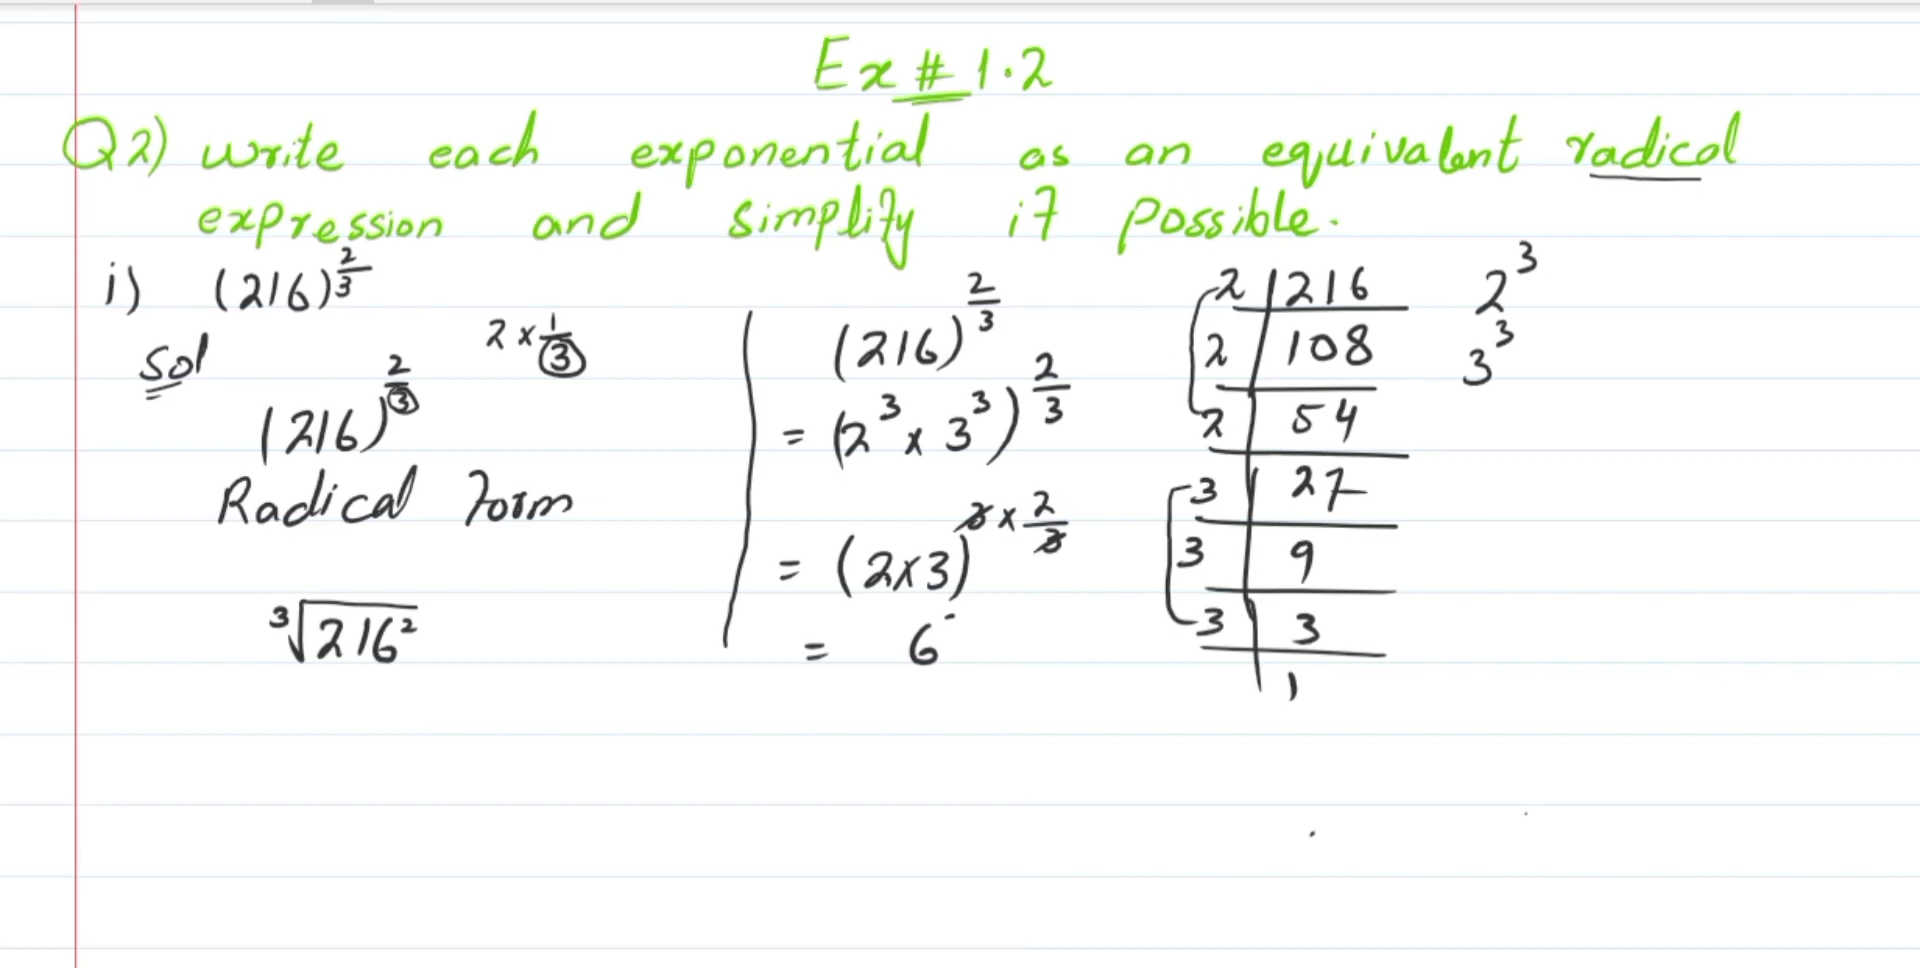 Ex # 1.2
Q2) write each exponential as an equivalent radical
expression and simplify if possible.
i) (216)^{2/3}
Sol
2 × 1/3
(216)^{2/3}
Radical Form
∛216²
(216)^{2/3}
= (2³ × 3³)^{2/3}
= (2×3)^{3 × 2/3}
= 6
2 | 216
2 | 108
2 | 54
3 | 27
3 | 9
3 | 3
1
2³
3³